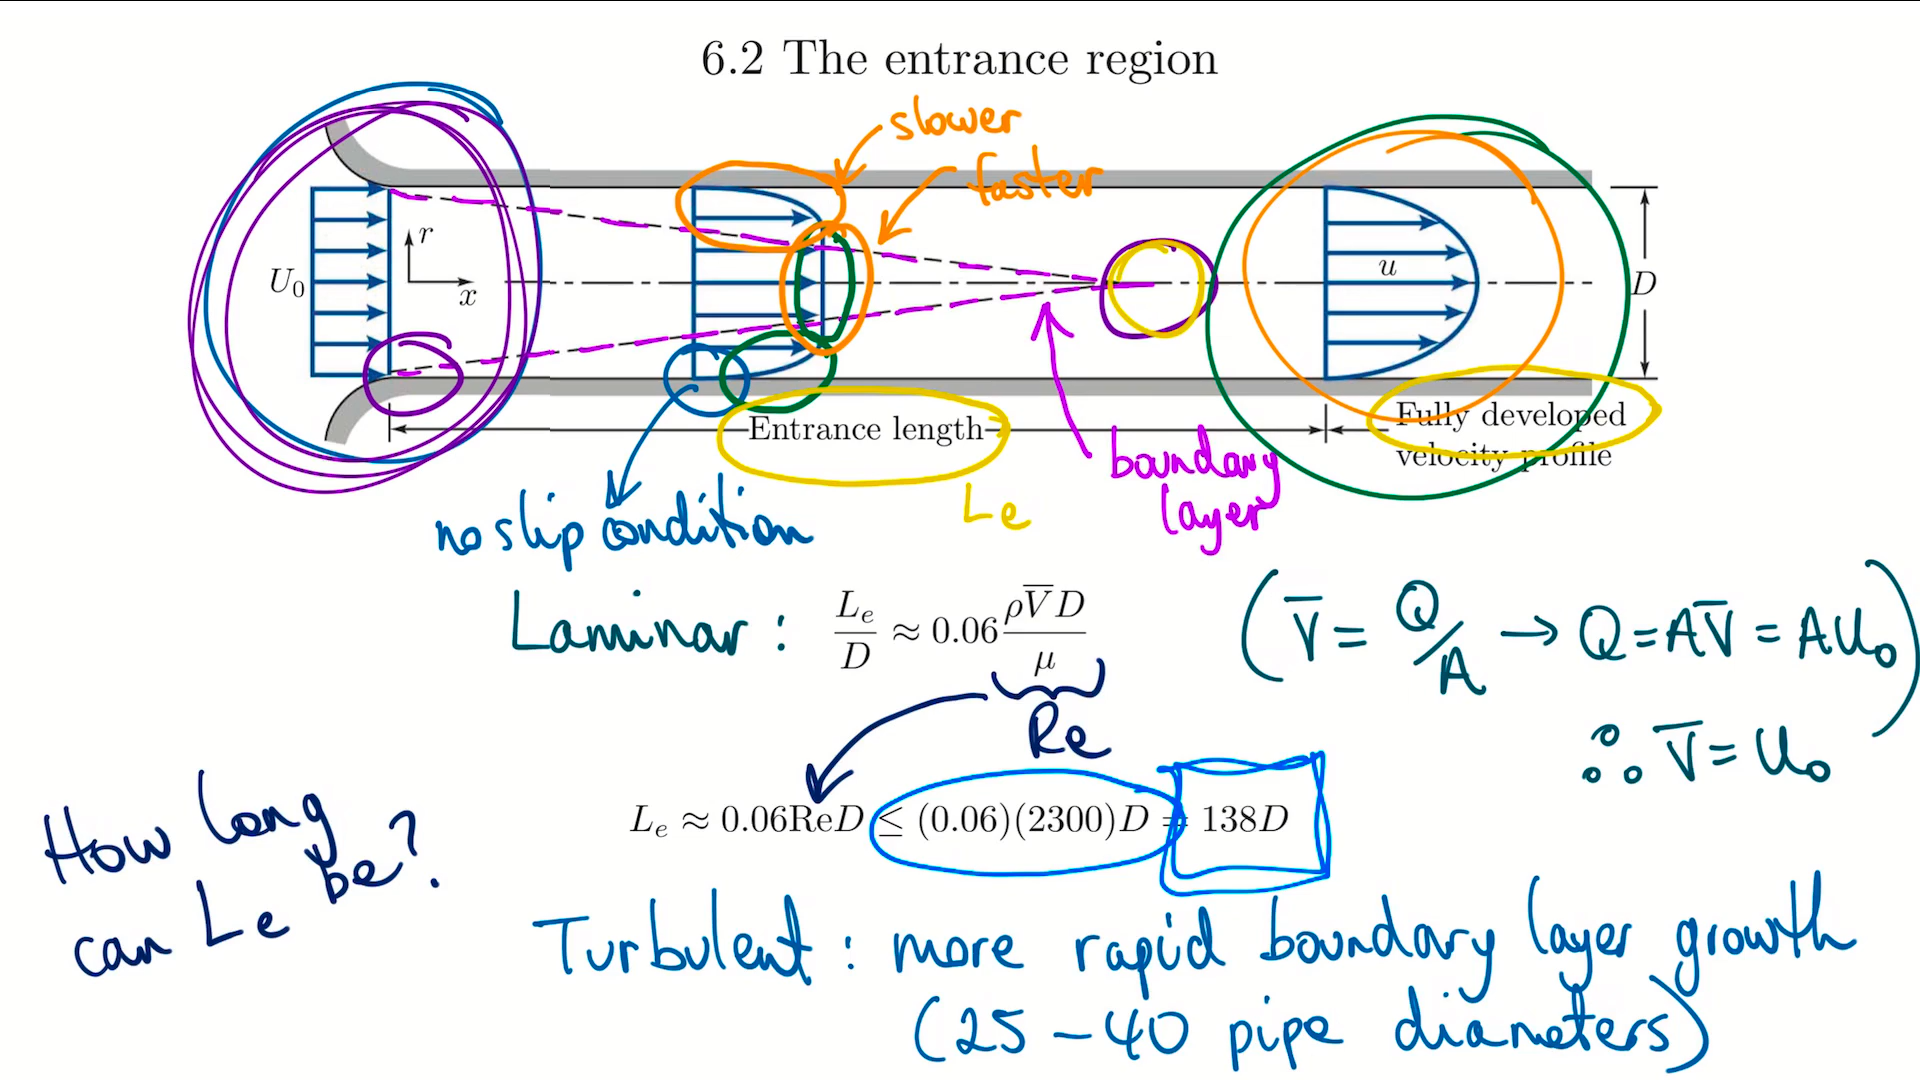 6.2 The entrance region
slower
faster
U₀
r
x
u
D
Entrance length
Fully developed
velocity profile
boundary
layer
Le
no slip condition
Laminar : L_e/D ≈ 0.06 ρV̅D/μ
Re
(V̅ = Q/A → Q = AV̅ = AU₀
∴ V̅ = U₀)
L_e ≈ 0.06ReD ≤ (0.06)(2300)D = 138D
How long
can Le be?
Turbulent : more rapid boundary layer growth
(25 – 40 pipe diameters)